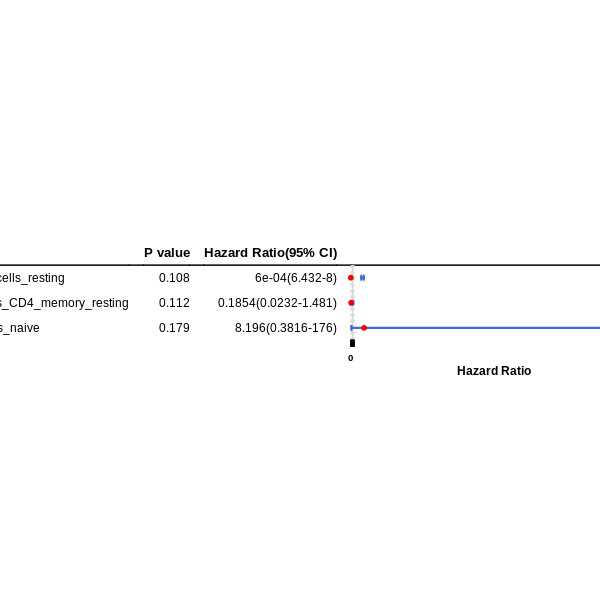 P value Hazard Ratio(95% CI)
cells_resting 0.108 6e-04(6.432-8)
s_CD4_memory_resting 0.112 0.1854(0.0232-1.481)
s_naive 0.179 8.196(0.3816-176)
0
Hazard Ratio